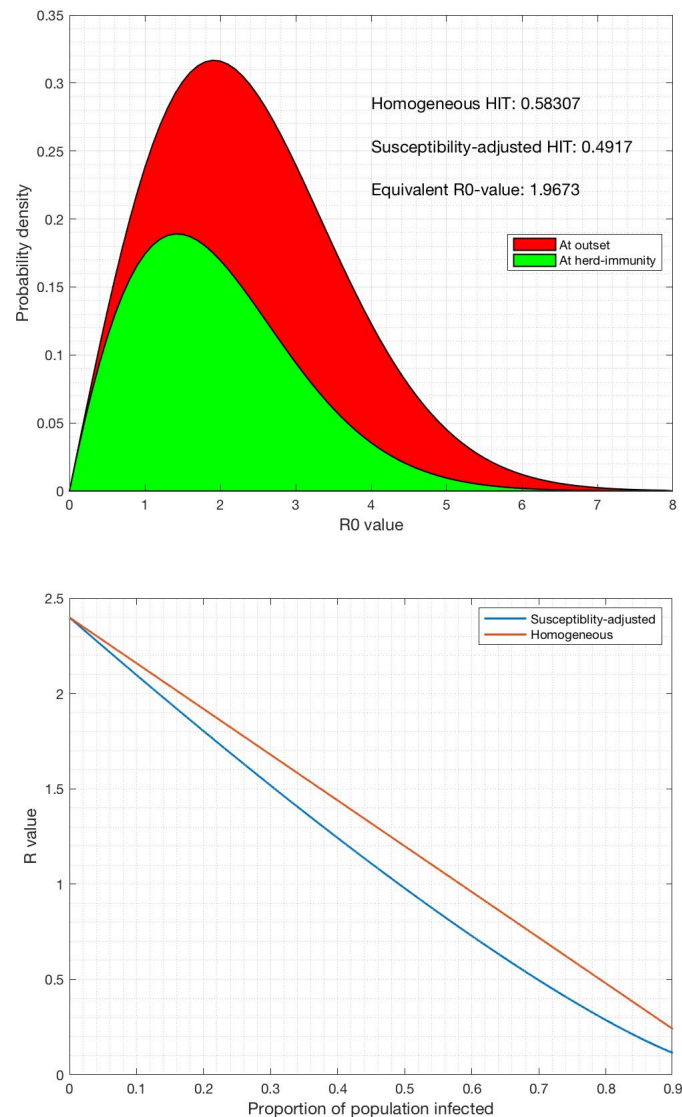 0.35
0.3
0.25
0.2
0.15
0.1
0.05
0
Probability density
Homogeneous HIT: 0.58307
Susceptibility-adjusted HIT: 0.4917
Equivalent R0-value: 1.9673
At outset
At herd-immunity
0 1 2 3 4 5 6 7 8
R0 value
2.5
2
1.5
1
0.5
0
R value
Susceptiblity-adjusted
Homogeneous
0 0.1 0.2 0.3 0.4 0.5 0.6 0.7 0.8 0.9
Proportion of population infected